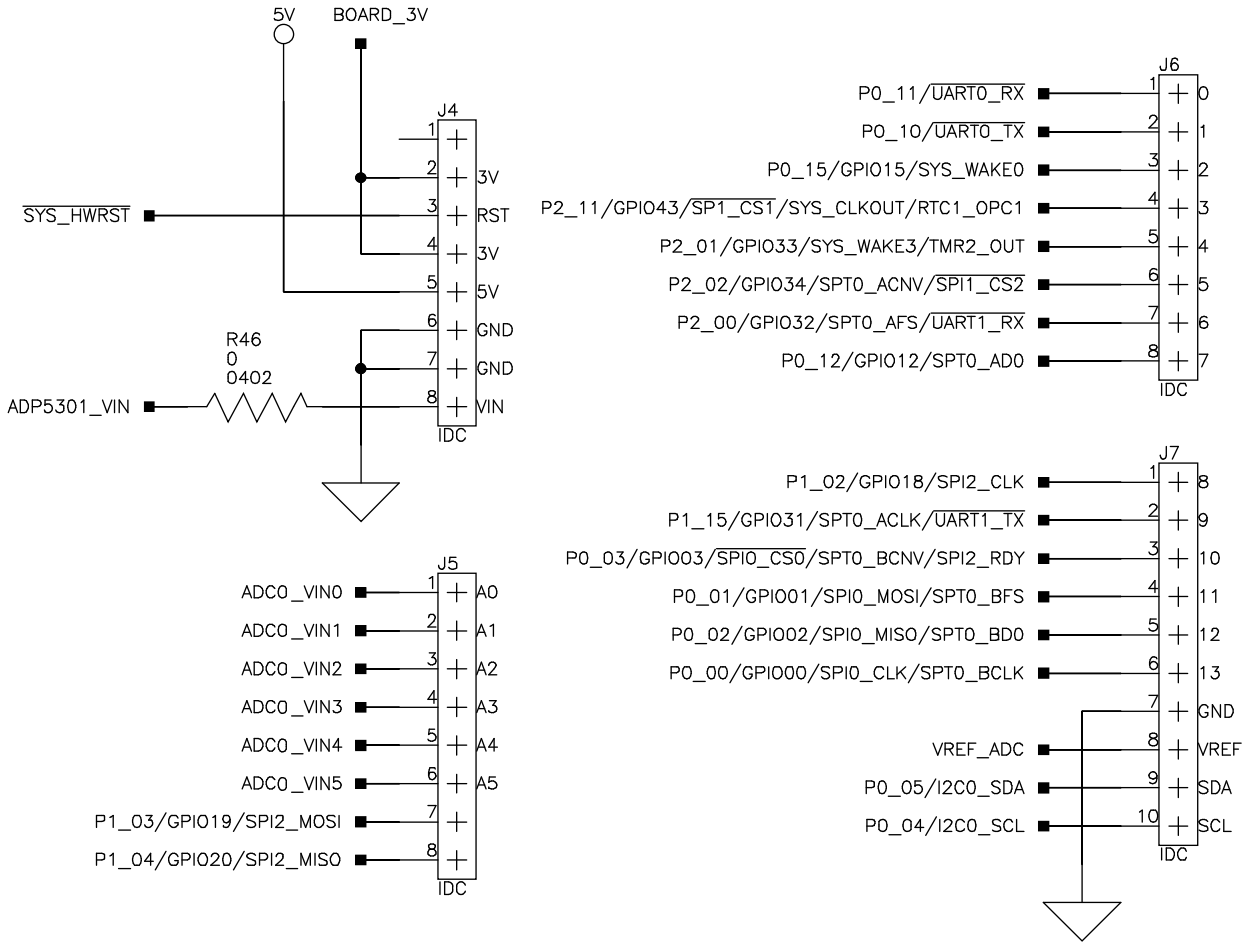 5V
BOARD_3V
J4
1
2 3V
SYS_HWRST 3 RST
4 3V
5 5V
6 GND
7 GND
R46
0
0402
ADP5301_VIN 8 VIN
IDC
J5
ADC0_VIN0 1 A0
ADC0_VIN1 2 A1
ADC0_VIN2 3 A2
ADC0_VIN3 4 A3
ADC0_VIN4 5 A4
ADC0_VIN5 6 A5
P1_03/GPIO19/SPI2_MOSI 7
P1_04/GPIO20/SPI2_MISO 8
IDC
J6
P0_11/UART0_RX 1 0
P0_10/UART0_TX 2 1
P0_15/GPIO15/SYS_WAKE0 3 2
P2_11/GPIO43/SP1_CS1/SYS_CLKOUT/RTC1_OPC1 4 3
P2_01/GPIO33/SYS_WAKE3/TMR2_OUT 5 4
P2_02/GPIO34/SPT0_ACNV/SPI1_CS2 6 5
P2_00/GPIO32/SPT0_AFS/UART1_RX 7 6
P0_12/GPIO12/SPT0_AD0 8 7
IDC
J7
P1_02/GPIO18/SPI2_CLK 1 8
P1_15/GPIO31/SPT0_ACLK/UART1_TX 2 9
P0_03/GPIO03/SPI0_CS0/SPT0_BCNV/SPI2_RDY 3 10
P0_01/GPIO01/SPI0_MOSI/SPT0_BFS 4 11
P0_02/GPIO02/SPI0_MISO/SPT0_BD0 5 12
P0_00/GPIO00/SPI0_CLK/SPT0_BCLK 6 13
7 GND
VREF_ADC 8 VREF
P0_05/I2C0_SDA 9 SDA
P0_04/I2C0_SCL 10 SCL
IDC